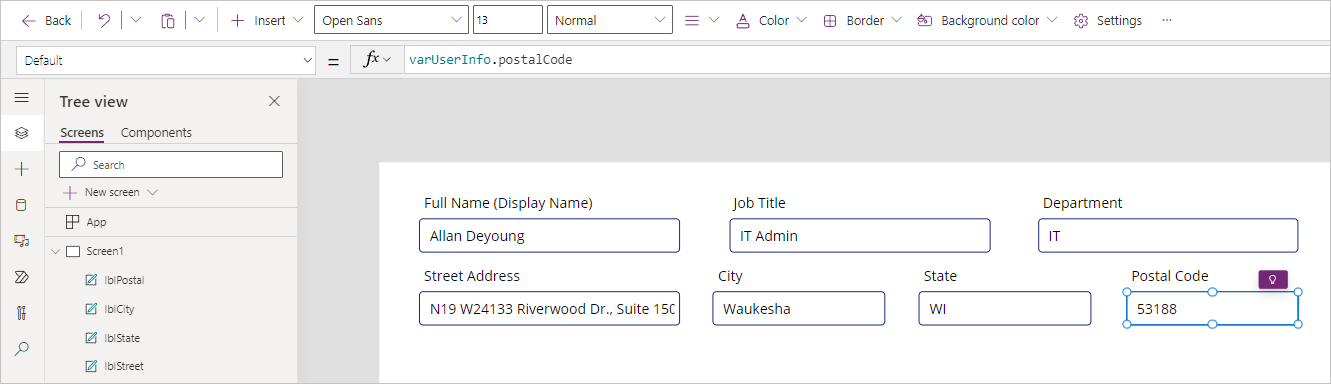 Back Insert Open Sans 13 Normal Color Border Background color Settings ...
Default = fx varUserInfo.postalCode
Tree view
Screens Components
Search
New screen
App
Screen1
lblPostal
lblCity
lblState
lblStreet
Full Name (Display Name) Job Title Department
Allan Deyoung IT Admin IT
Street Address City State Postal Code
N19 W24133 Riverwood Dr., Suite 150 Waukesha WI 53188